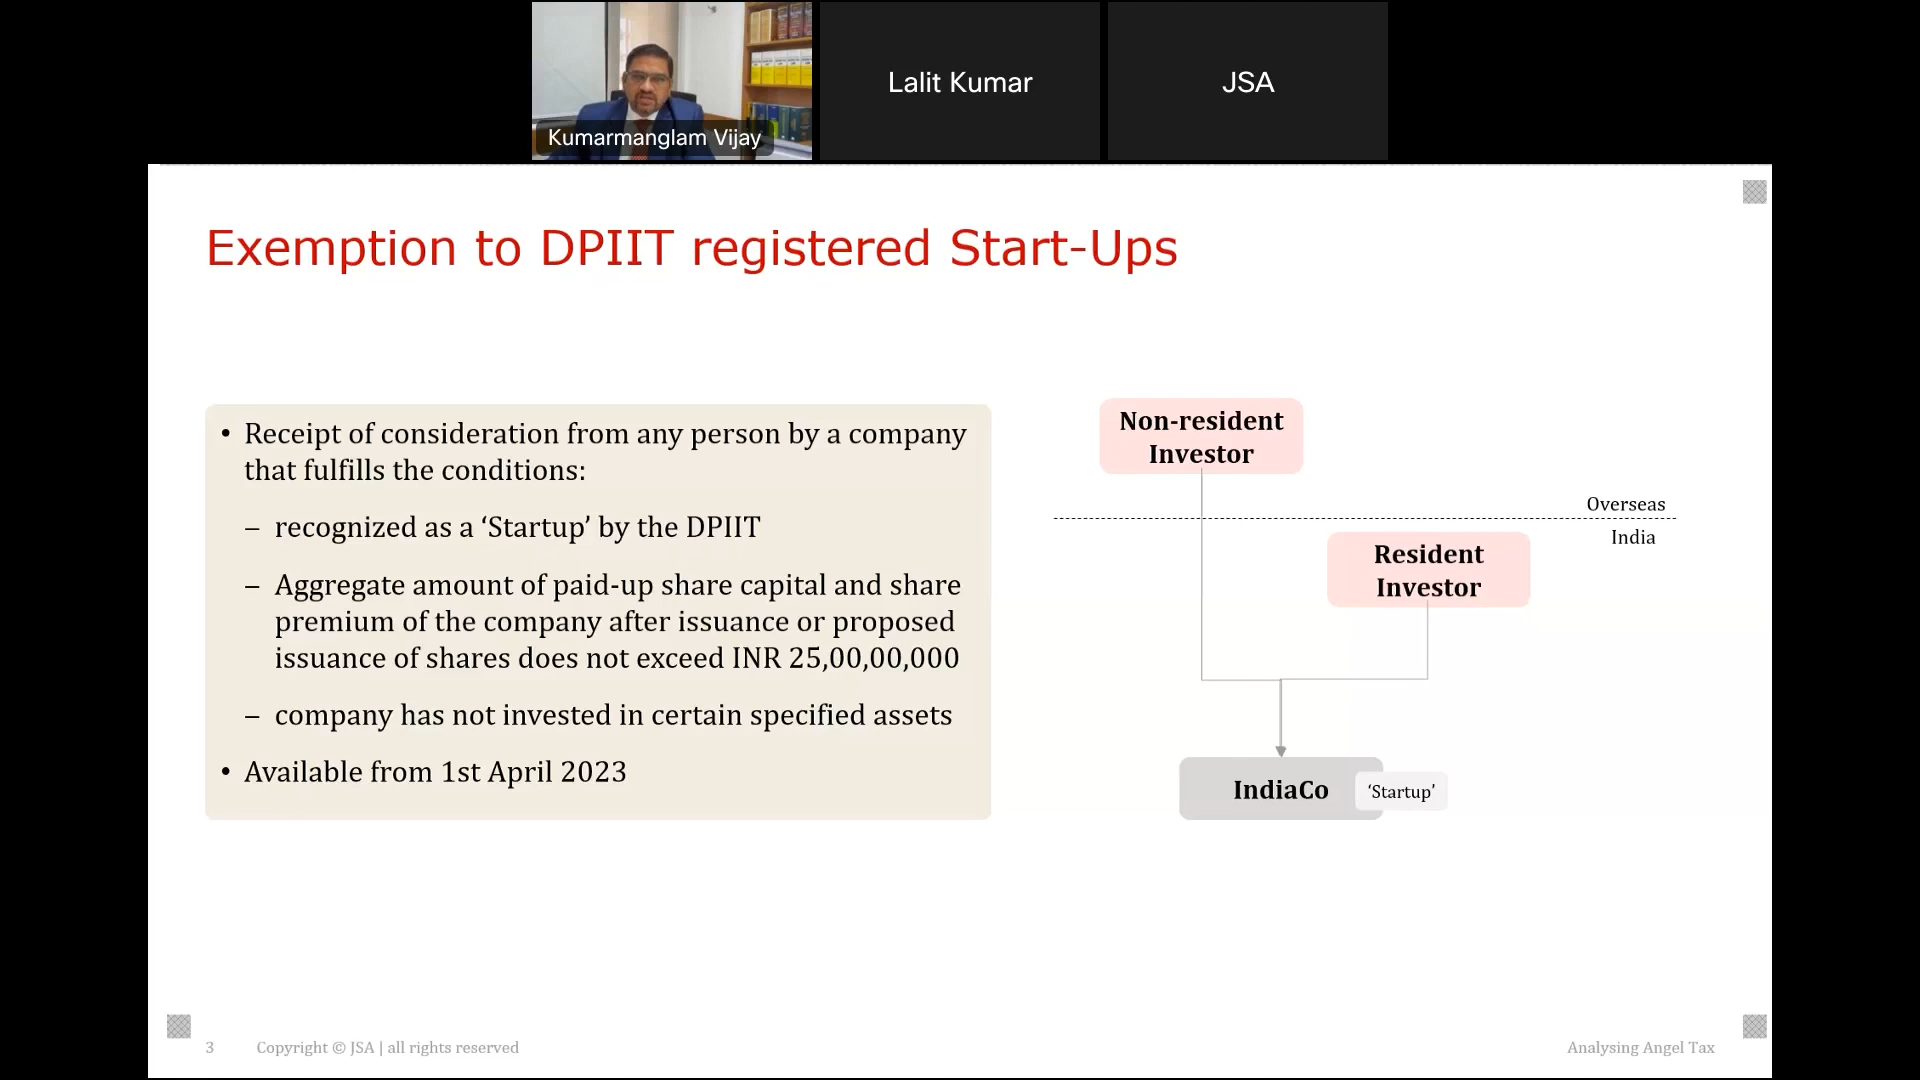 Kumarmanglam Vijay
Lalit Kumar
JSA
Exemption to DPIIT registered Start-Ups
• Receipt of consideration from any person by a company
that fulfills the conditions:
– recognized as a ‘Startup’ by the DPIIT
– Aggregate amount of paid-up share capital and share
premium of the company after issuance or proposed
issuance of shares does not exceed INR 25,00,00,000
– company has not invested in certain specified assets
• Available from 1st April 2023
Non-resident
Investor
Overseas
India
Resident
Investor
IndiaCo
‘Startup’
3
Copyright © JSA | all rights reserved
Analysing Angel Tax